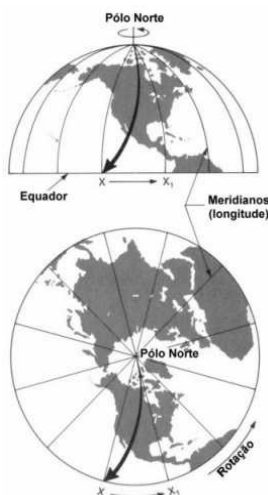 Pólo Norte
Equador
X
X₁
Meridianos
(longitude)
Pólo Norte
Rotação
X
X₁